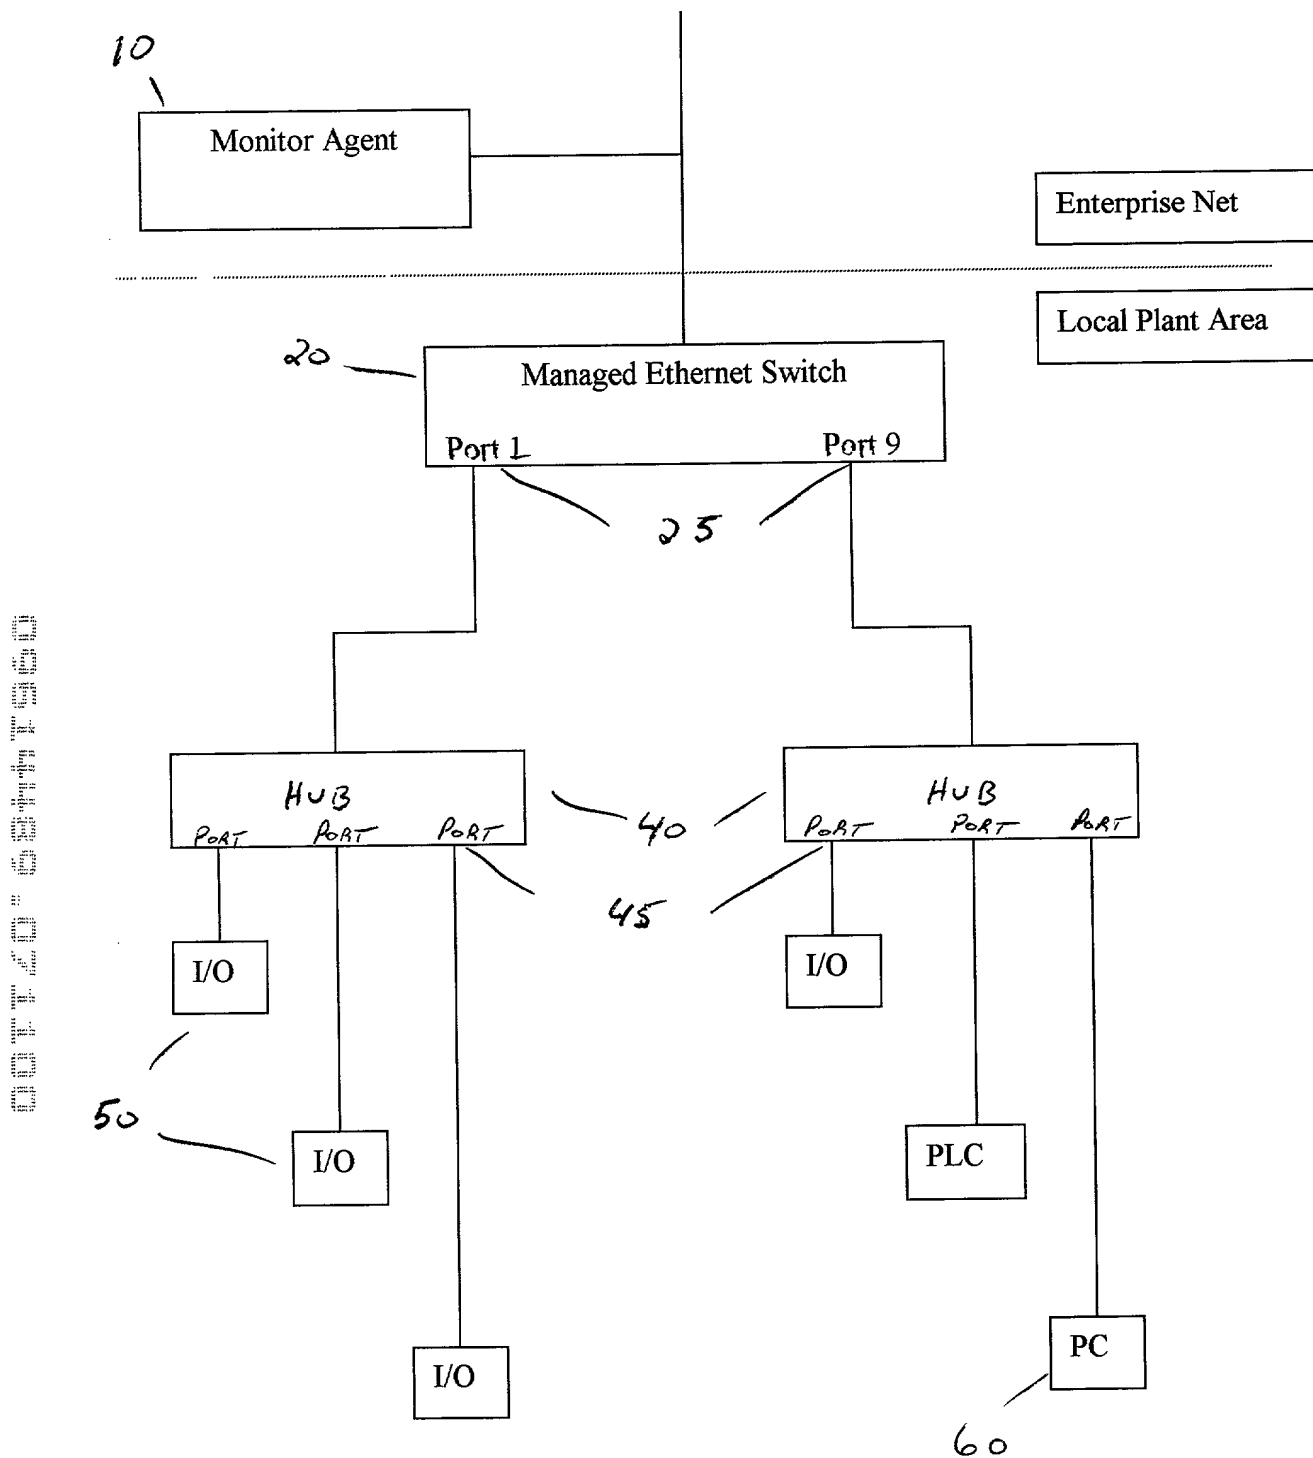 10
Monitor Agent
Enterprise Net
Local Plant Area
20
Managed Ethernet Switch
Port 1
Port 9
25
HUB
HUB
PORT PORT PORT
40
PORT PORT PORT
45
I/O
I/O
50
I/O
PLC
I/O
PC
60